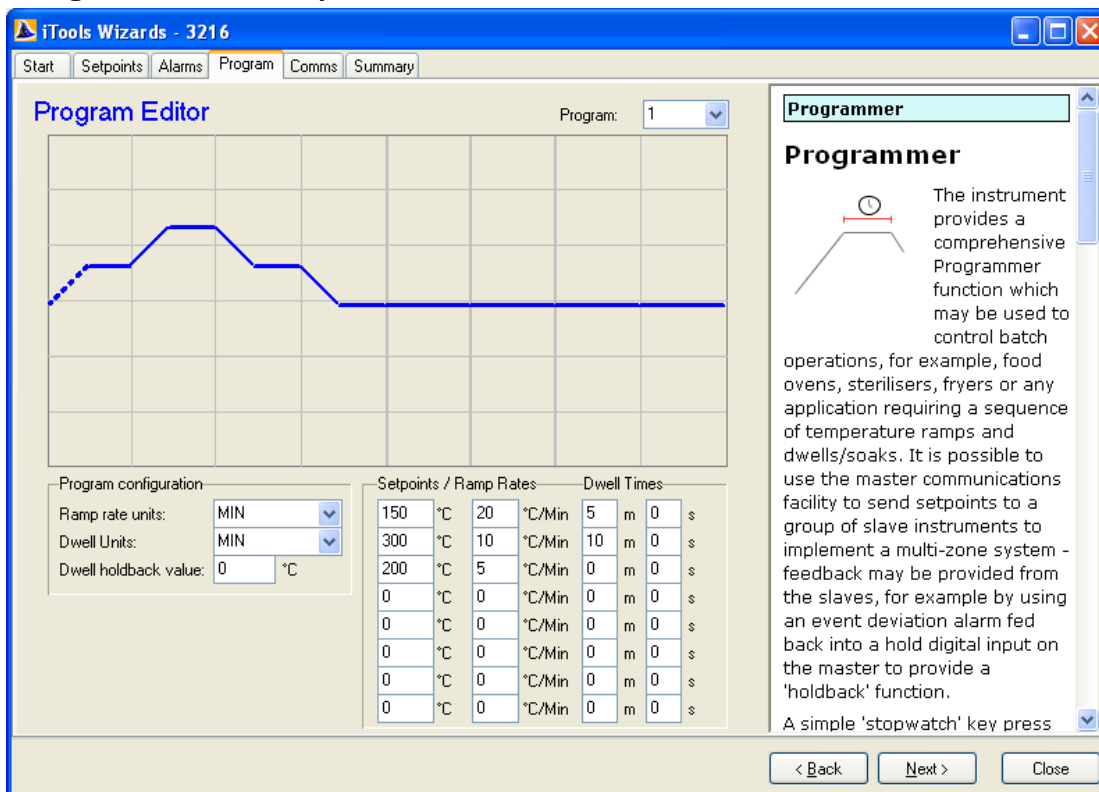 iTools Wizards - 3216
Start Setpoints Alarms Program Comms Summary
Program Editor
Program: 1
Program configuration
Ramp rate units: MIN
Dwell Units: MIN
Dwell holdback value: 0 °C
Setpoints / Ramp Rates Dwell Times
150 °C 20 °C/Min 5 m 0 s
300 °C 10 °C/Min 10 m 0 s
200 °C 5 °C/Min 0 m 0 s
0 °C 0 °C/Min 0 m 0 s
0 °C 0 °C/Min 0 m 0 s
0 °C 0 °C/Min 0 m 0 s
0 °C 0 °C/Min 0 m 0 s
0 °C 0 °C/Min 0 m 0 s
Programmer
Programmer
The instrument
provides a
comprehensive
Programmer
function which
may be used to
control batch
operations, for example, food
ovens, sterilisers, fryers or any
application requiring a sequence
of temperature ramps and
dwells/soaks. It is possible to
use the master communications
facility to send setpoints to a
group of slave instruments to
implement a multi-zone system -
feedback may be provided from
the slaves, for example by using
an event deviation alarm fed
back into a hold digital input on
the master to provide a
'holdback' function.
A simple 'stopwatch' key press
< Back Next > Close